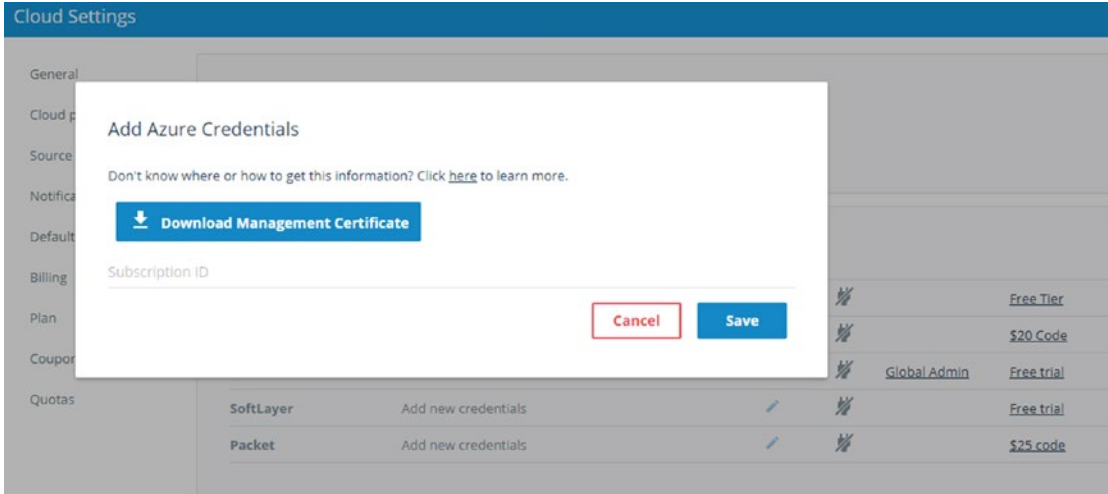 Cloud Settings
General
Cloud p
Add Azure Credentials
Source
Don't know where or how to get this information? Click here to learn more.
Notifica
Download Management Certificate
Default
Subscription ID
Billing
Free Tier
Plan
Cancel
Save
$20 Code
Coupor
Global Admin
Free trial
Quotas
SoftLayer
Add new credentials
Free trial
Packet
Add new credentials
$25 code